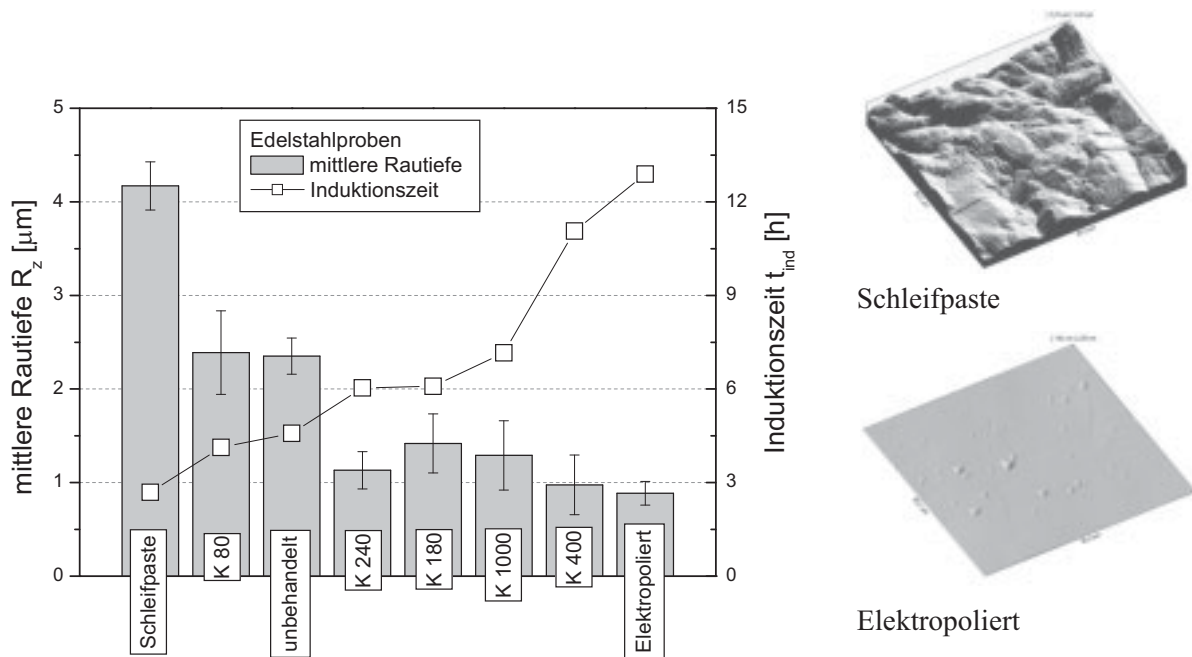 5
4
3
2
1
0
mittlere Rautiefe R_z [μm]
Edelstahlproben
mittlere Rautiefe
Induktionszeit
15
12
9
6
3
0
Induktionszeit t_ind [h]
Schleifpaste
K 80
unbehandelt
K 240
K 180
K 1000
K 400
Elektropoliert
Schleifpaste
Elektropoliert